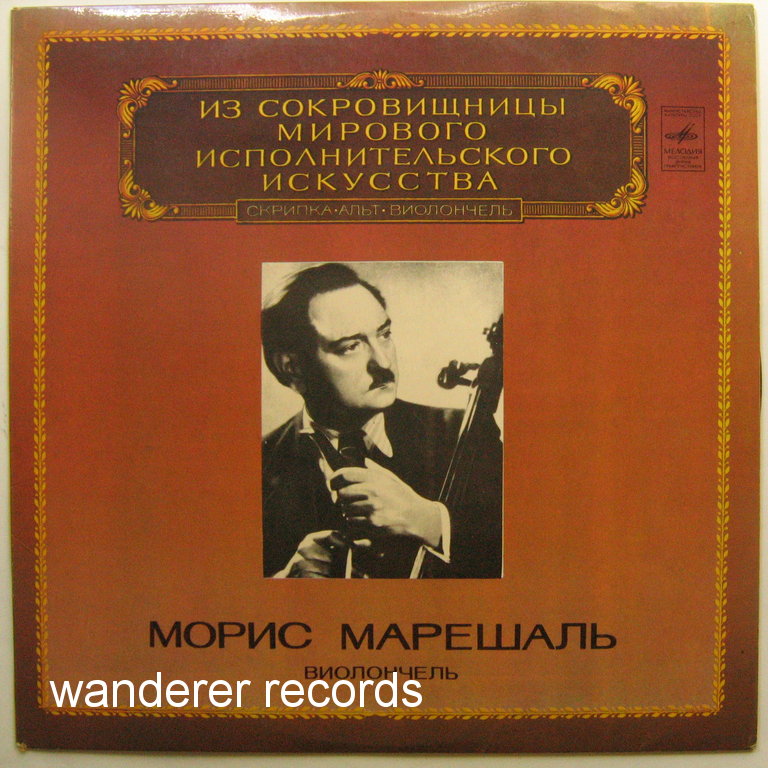 ИЗ СОКРОВИЩНИЦЫ
МИРОВОГО
ИСПОЛНИТЕЛЬСКОГО
ИСКУССТВА
СКРИПКА·АЛЬТ·ВИОЛОНЧЕЛЬ
МЕЛОДИЯ
МОРИС МАРЕШАЛЬ
ВИОЛОНЧЕЛЬ
wanderer records